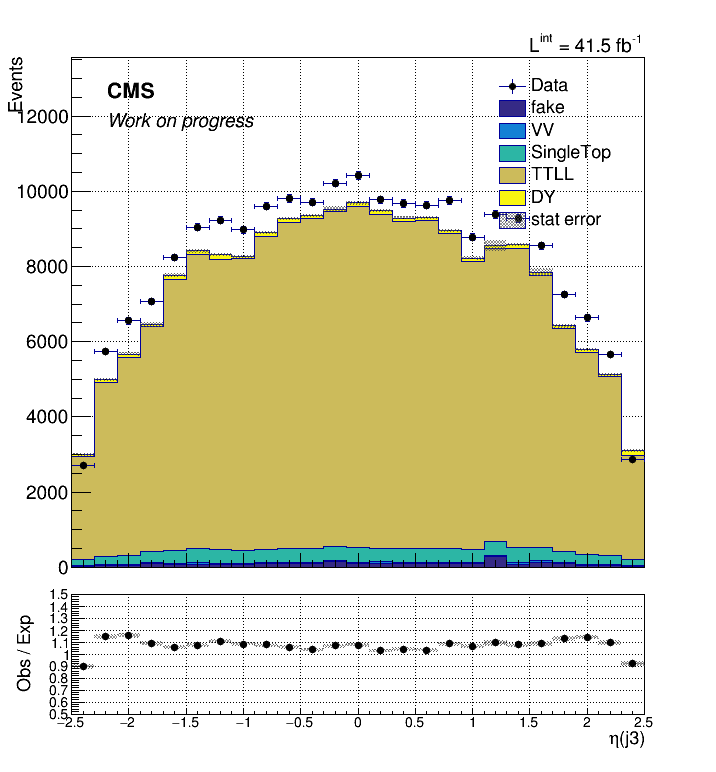 L^int = 41.5 fb^-1
Events
CMS
Work on progress
Data
fake
VV
SingleTop
TTLL
DY
stat error
12000
10000
8000
6000
4000
2000
0
Obs / Exp
1.5
1.4
1.3
1.2
1.1
1
0.9
0.8
0.7
0.6
0.5
−2.5 −2 −1.5 −1 −0.5 0 0.5 1 1.5 2 2.5
η(j3)